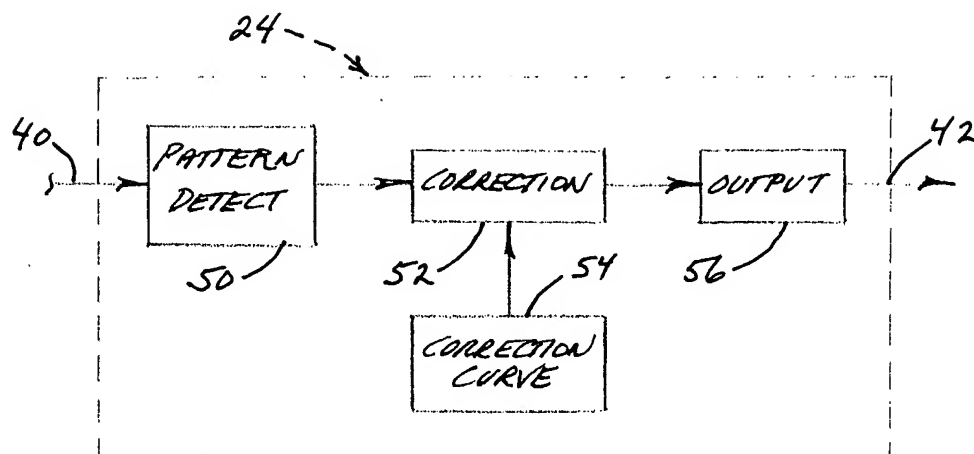 24
40
PATTERN
DETECT
CORRECTION
OUTPUT
42
50
52
54
56
CORRECTION
CURVE